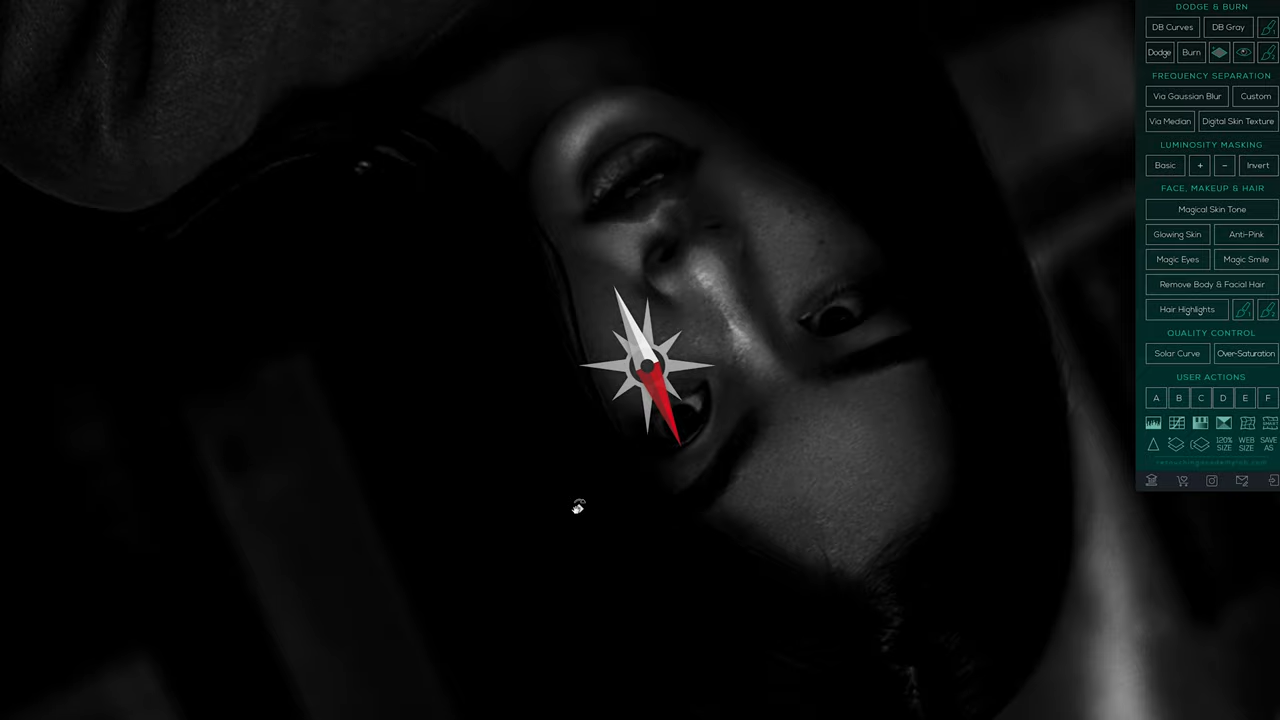 DODGE & BURN
DB Curves DB Gray
Dodge Burn
FREQUENCY SEPARATION
Via Gaussian Blur Custom
Via Median Digital Skin Texture
LUMINOSITY MASKING
Basic + - Invert
FACE, MAKEUP & HAIR
Magical Skin Tone
Glowing Skin Anti-Pink
Magic Eyes Magic Smile
Remove Body & Facial Hair
Hair Highlights
QUALITY CONTROL
Solar Curve Over-Saturation
USER ACTIONS
A B C D E F
120% SIZE WEB SIZE SAVE AS
retouchingacademylab.com